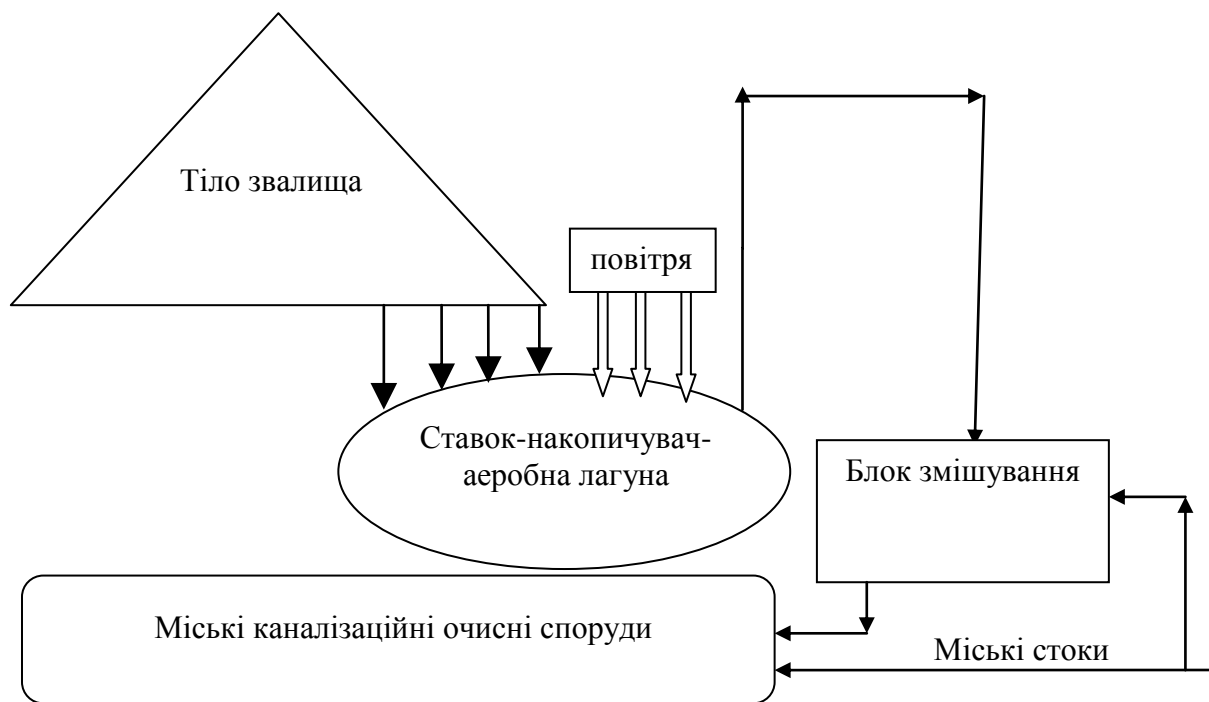 Тіло звалища
повітря
Ставок-накопичувач-
аеробна лагуна
Блок змішування
Міські каналізаційні очисні споруди
Міські стоки